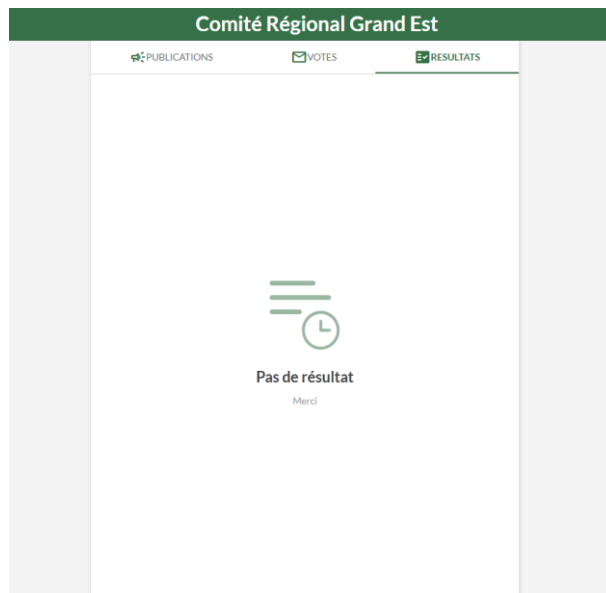 Comité Régional Grand Est
PUBLICATIONS VOTES RESULTATS
Pas de résultat
Merci